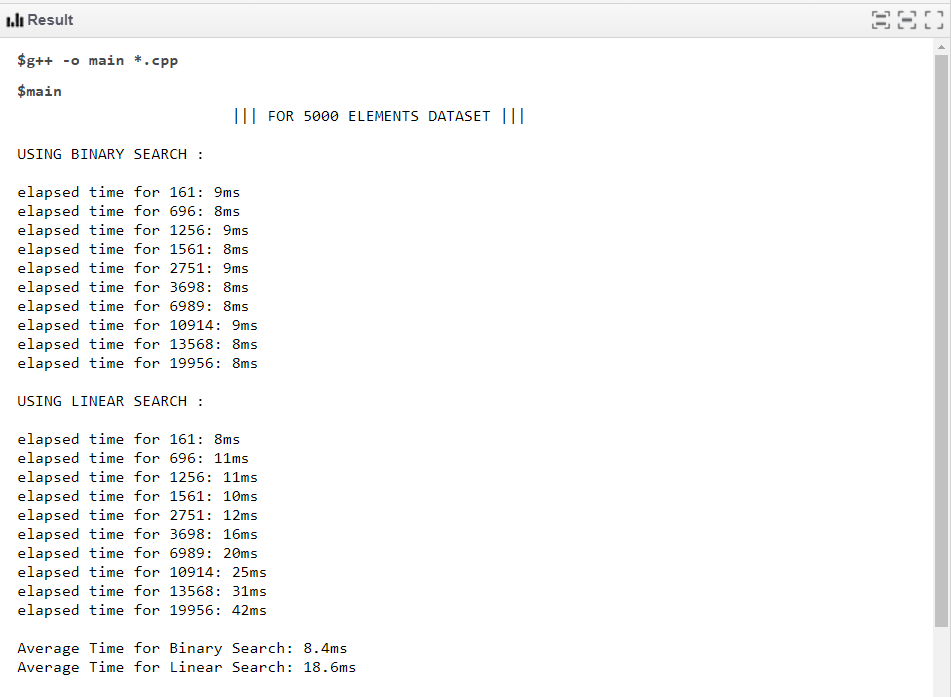 Result
$g++ -o main *.cpp
$main
||| FOR 5000 ELEMENTS DATASET |||
USING BINARY SEARCH :
elapsed time for 161: 9ms
elapsed time for 696: 8ms
elapsed time for 1256: 9ms
elapsed time for 1561: 8ms
elapsed time for 2751: 9ms
elapsed time for 3698: 8ms
elapsed time for 6989: 8ms
elapsed time for 10914: 9ms
elapsed time for 13568: 8ms
elapsed time for 19956: 8ms
USING LINEAR SEARCH :
elapsed time for 161: 8ms
elapsed time for 696: 11ms
elapsed time for 1256: 11ms
elapsed time for 1561: 10ms
elapsed time for 2751: 12ms
elapsed time for 3698: 16ms
elapsed time for 6989: 20ms
elapsed time for 10914: 25ms
elapsed time for 13568: 31ms
elapsed time for 19956: 42ms
Average Time for Binary Search: 8.4ms
Average Time for Linear Search: 18.6ms